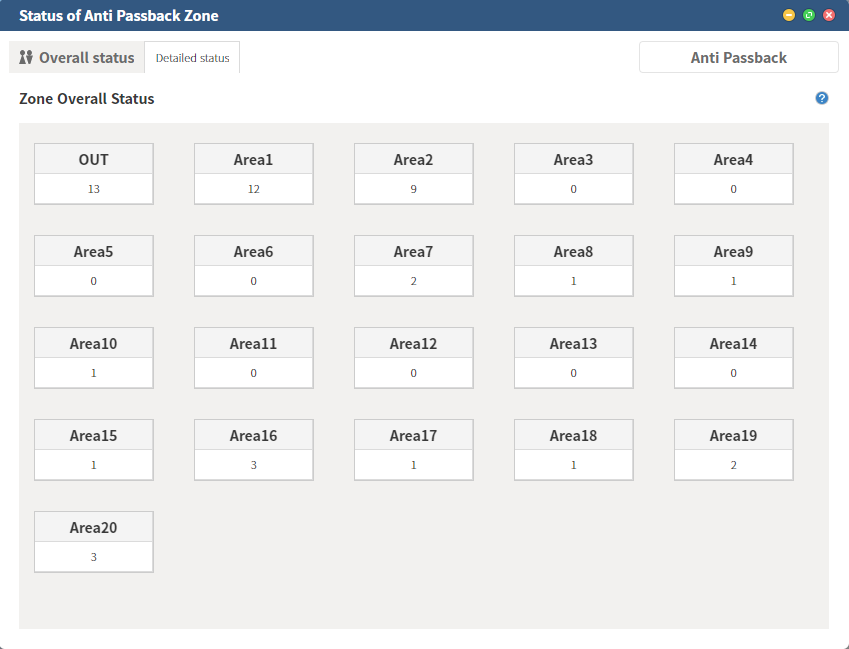 Status of Anti Passback Zone
Overall status
Detailed status
Anti Passback
Zone Overall Status
?
OUT
13
Area1
12
Area2
9
Area3
0
Area4
0
Area5
0
Area6
0
Area7
2
Area8
1
Area9
1
Area10
1
Area11
0
Area12
0
Area13
0
Area14
0
Area15
1
Area16
3
Area17
1
Area18
1
Area19
2
Area20
3